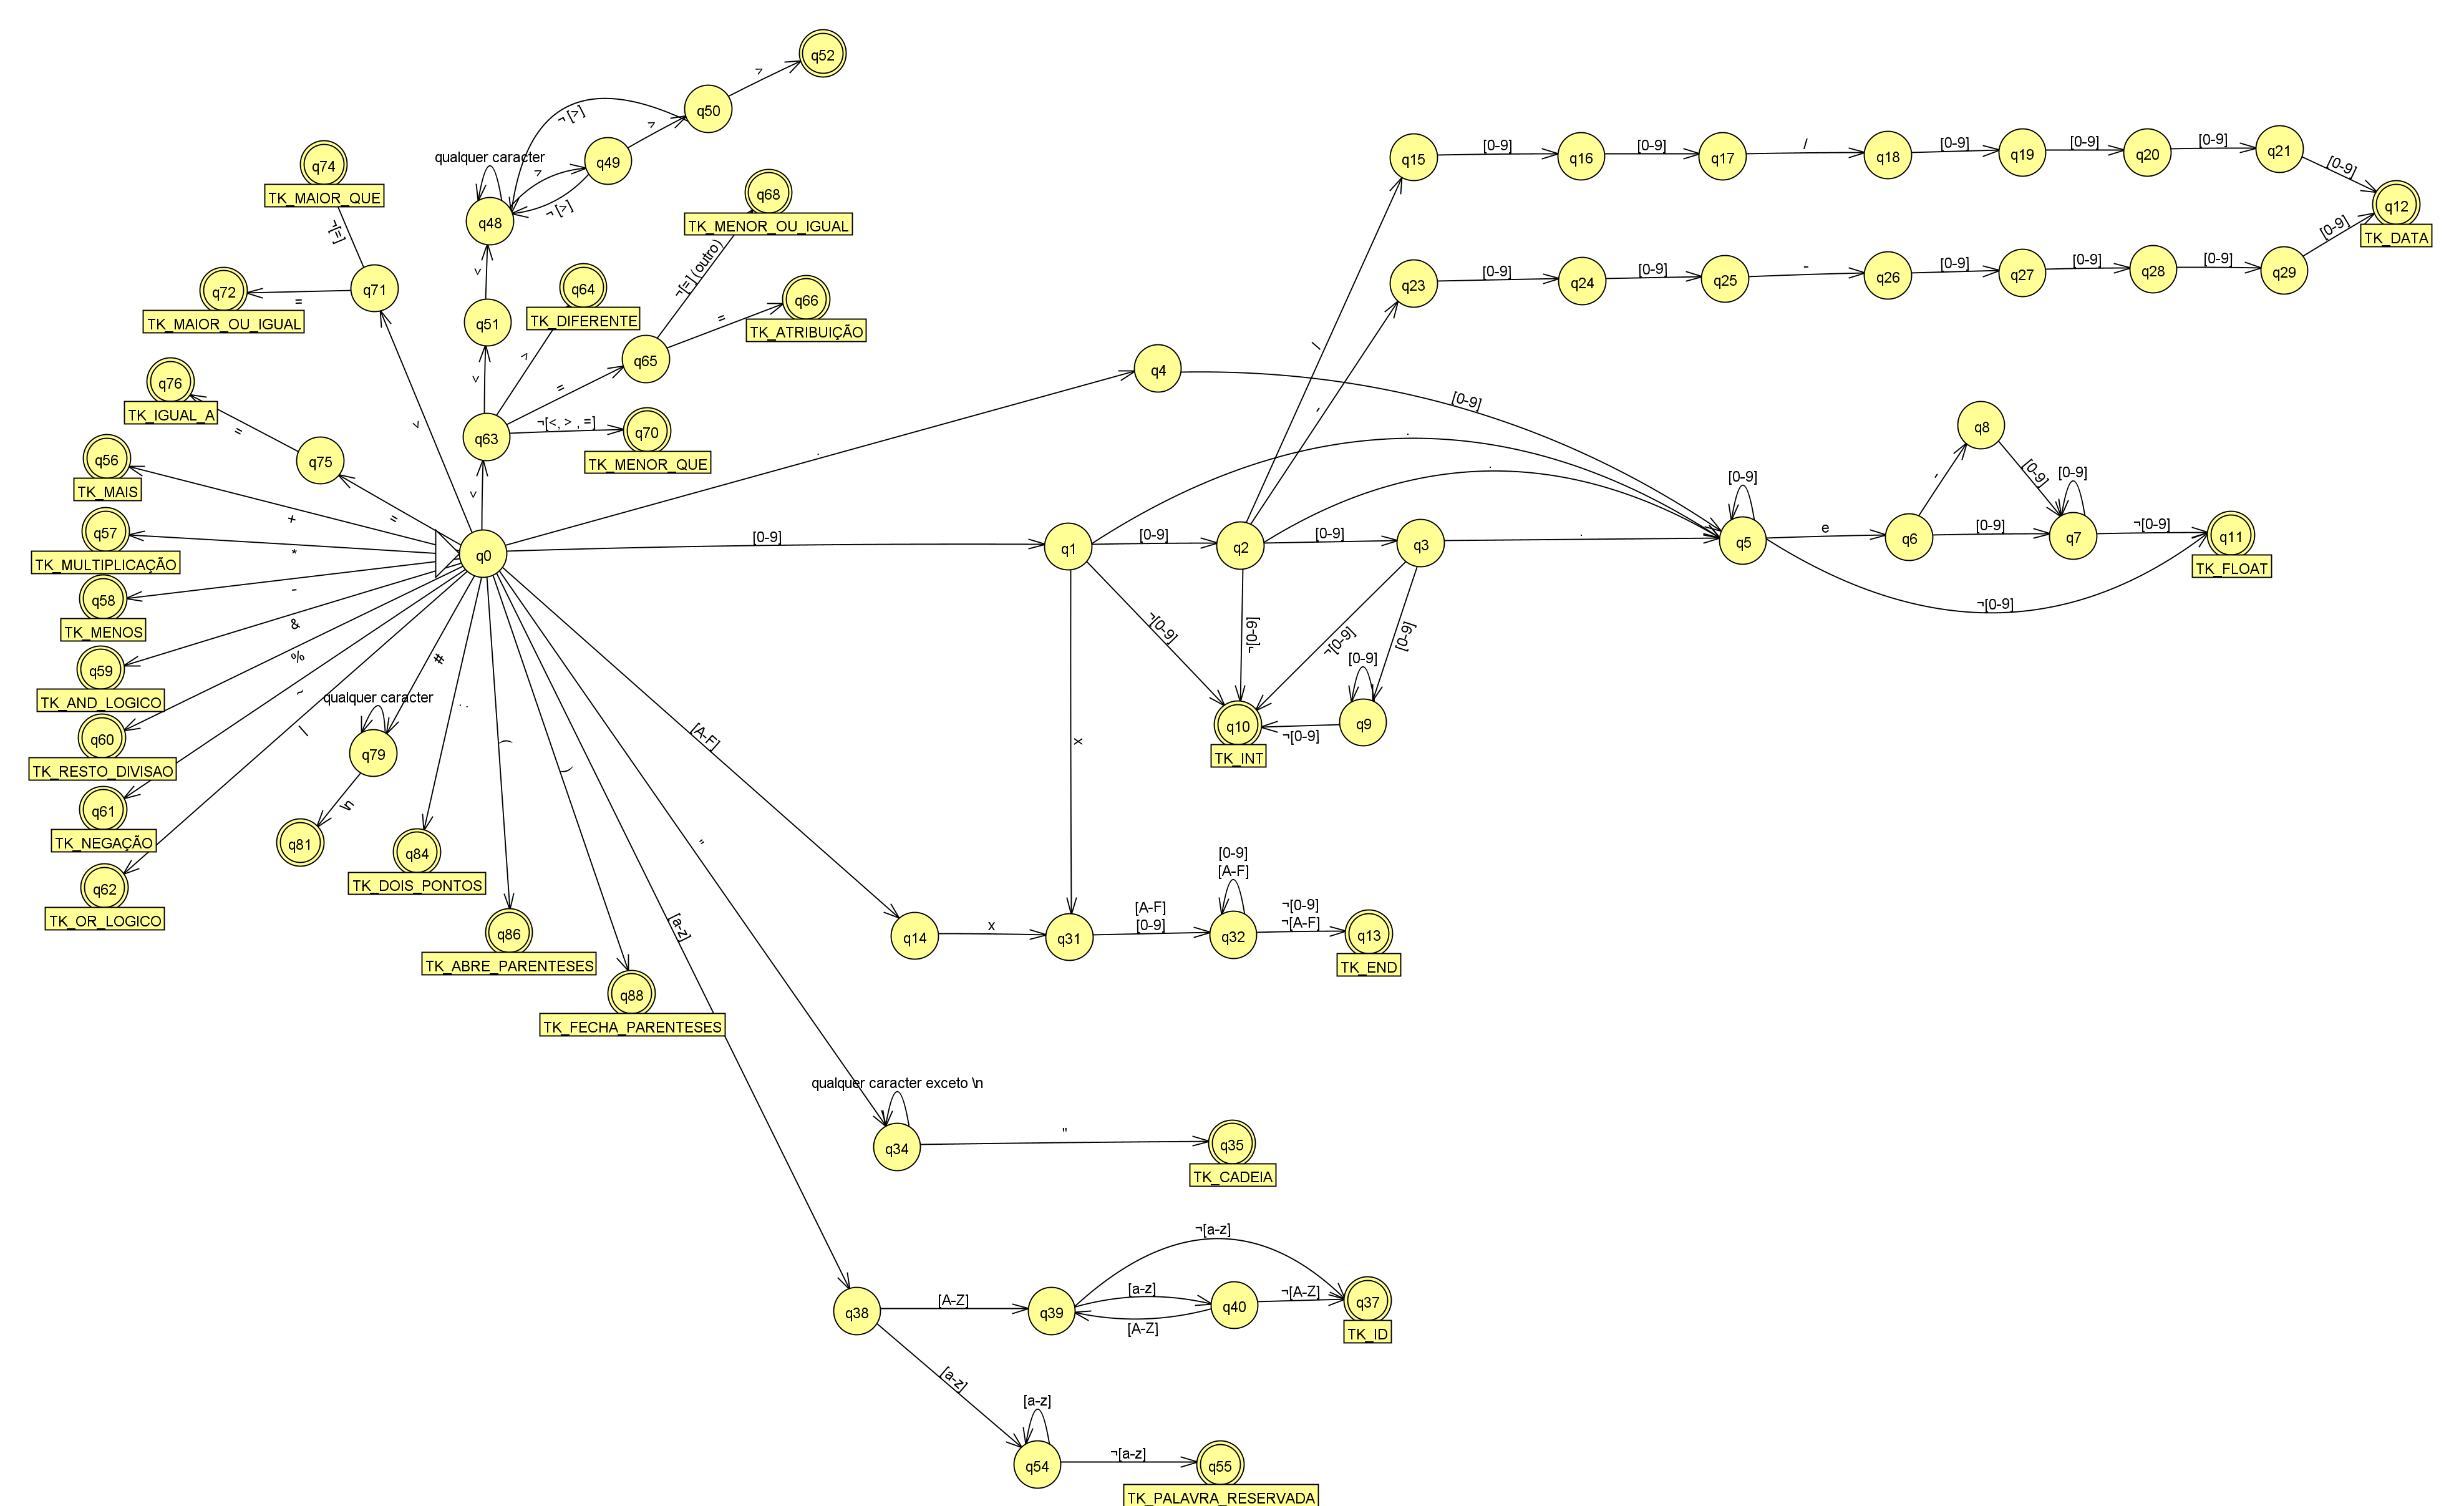 q52
>
q50
¬ [>]
>
q49
qualquer caracter
>
¬ [>]
q48
q74
TK_MAIOR_QUE
¬[=]
q68
TK_MENOR_OU_IGUAL
¬[=] (outro)
q72
TK_MAIOR_OU_IGUAL
=
q71
<
q51
q64
TK_DIFERENTE
>
q66
TK_ATRIBUIÇÃO
=
q65
=
<
q63
¬[<, > , =]
q70
TK_MENOR_QUE
q76
TK_IGUAL_A
=
q75
=
>
<
q56
TK_MAIS
+
q57
TK_MULTIPLICAÇÃO
*
q58
TK_MENOS
-
q59
TK_AND_LOGICO
&
q60
TK_RESTO_DIVISAO
%
q61
TK_NEGAÇÃO
~
q62
TK_OR_LOGICO
|
q0
#
qualquer caracter
q79
\n
q81
:
q84
TK_DOIS_PONTOS
(
q86
TK_ABRE_PARENTESES
)
q88
TK_FECHA_PARENTESES
q15
[0-9]
q16
[0-9]
q17
/
q18
[0-9]
q19
[0-9]
q20
[0-9]
q21
[0-9]
q12
TK_DATA
/
-
q23
[0-9]
q24
[0-9]
q25
-
q26
[0-9]
q27
[0-9]
q28
[0-9]
q29
[0-9]
.
q4
[0-9]
.
.
[0-9]
q1
[0-9]
q2
[0-9]
q3
.
[0-9]
q5
e
q6
-
q8
[0-9]
[0-9]
[0-9]
q7
¬[0-9]
q11
TK_FLOAT
¬[0-9]
¬[0-9]
¬[0-9]
¬[0-9]
[0-9]
[0-9]
q9
¬[0-9]
q10
TK_INT
x
[A-F]
q14
x
q31
[A-F]
[0-9]
[0-9]
[A-F]
q32
¬[0-9]
¬[A-F]
q13
TK_END
"
qualquer caracter exceto \n
q34
"
q35
TK_CADEIA
[a-z]
q38
[A-Z]
q39
[a-z]
[A-Z]
q40
¬[a-z]
¬[A-Z]
q37
TK_ID
[a-z]
[a-z]
q54
¬[a-z]
q55
TK_PALAVRA_RESERVADA